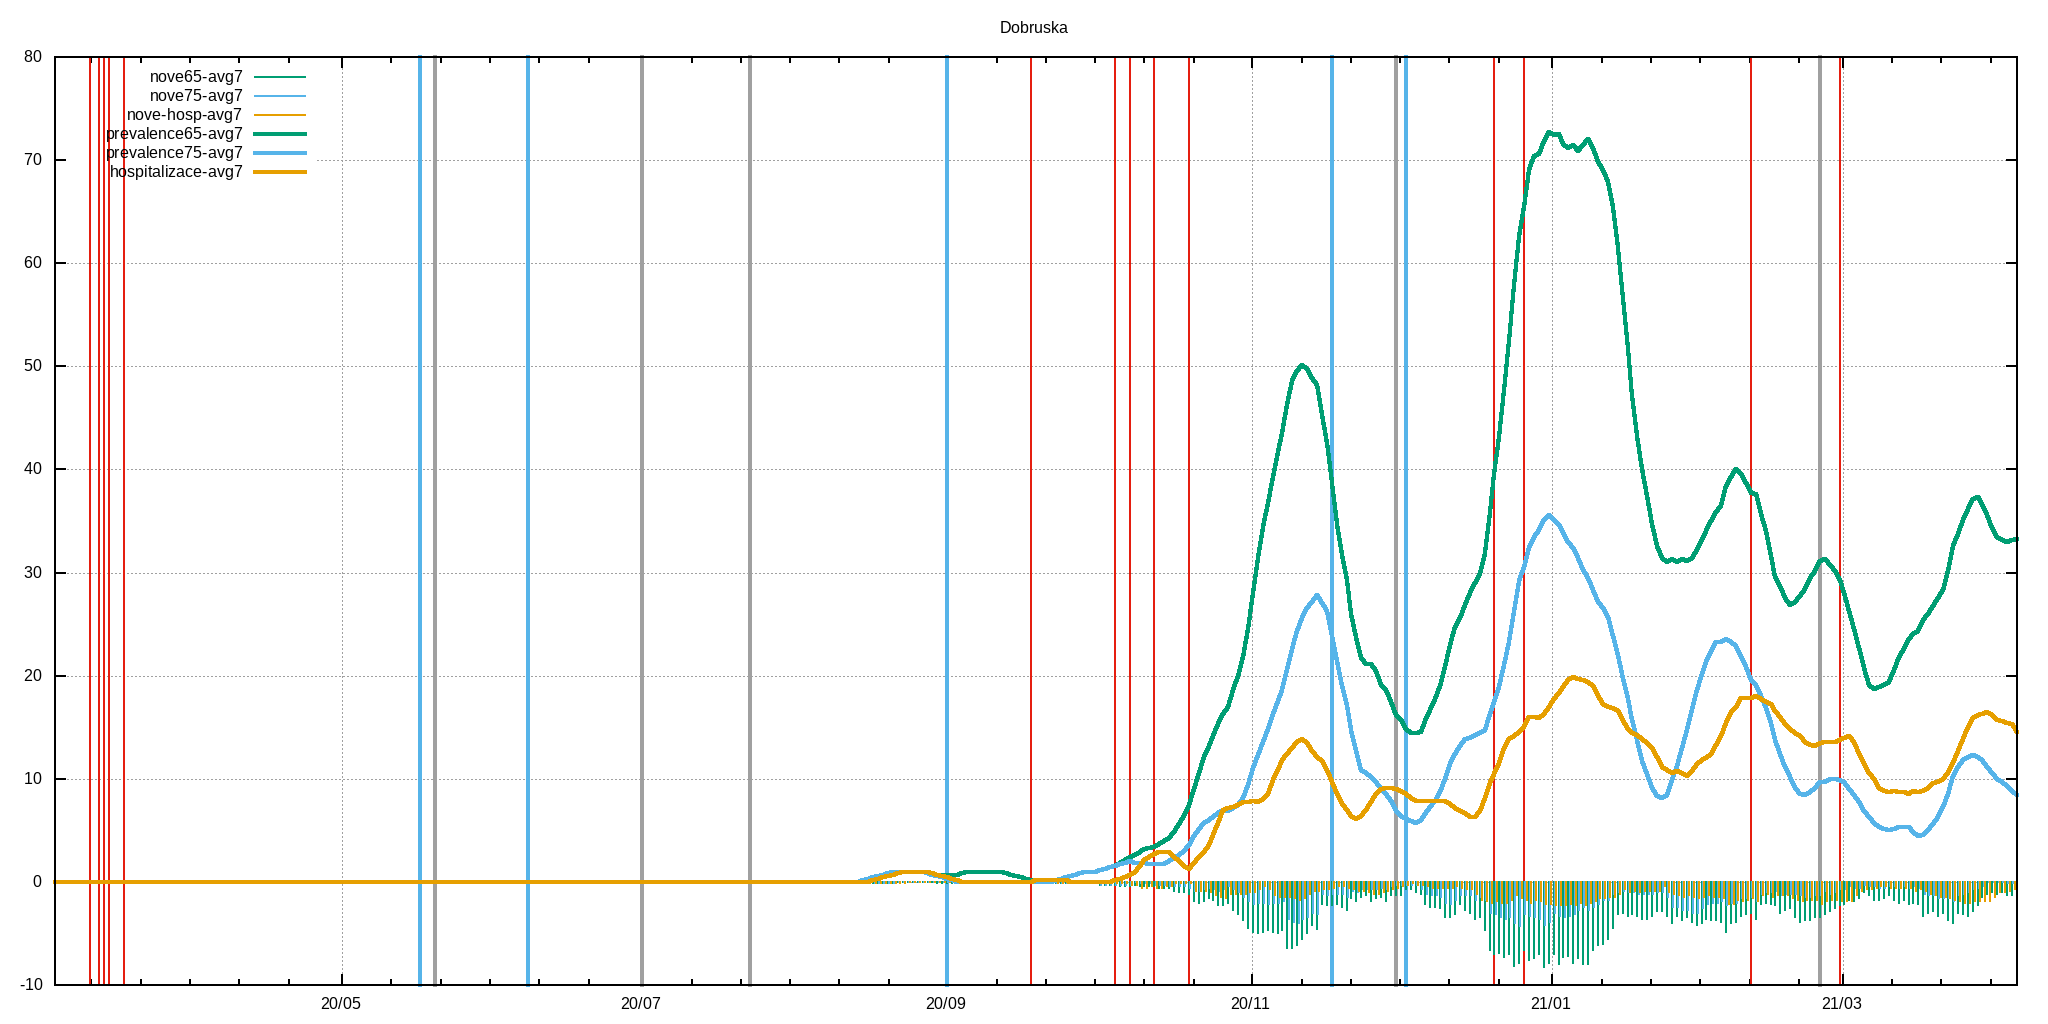 Dobruska
80
70
60
50
40
30
20
10
0
-10
nove65-avg7
nove75-avg7
nove-hosp-avg7
prevalence65-avg7
prevalence75-avg7
hospitalizace-avg7
20/05 20/07 20/09 20/11 21/01 21/03